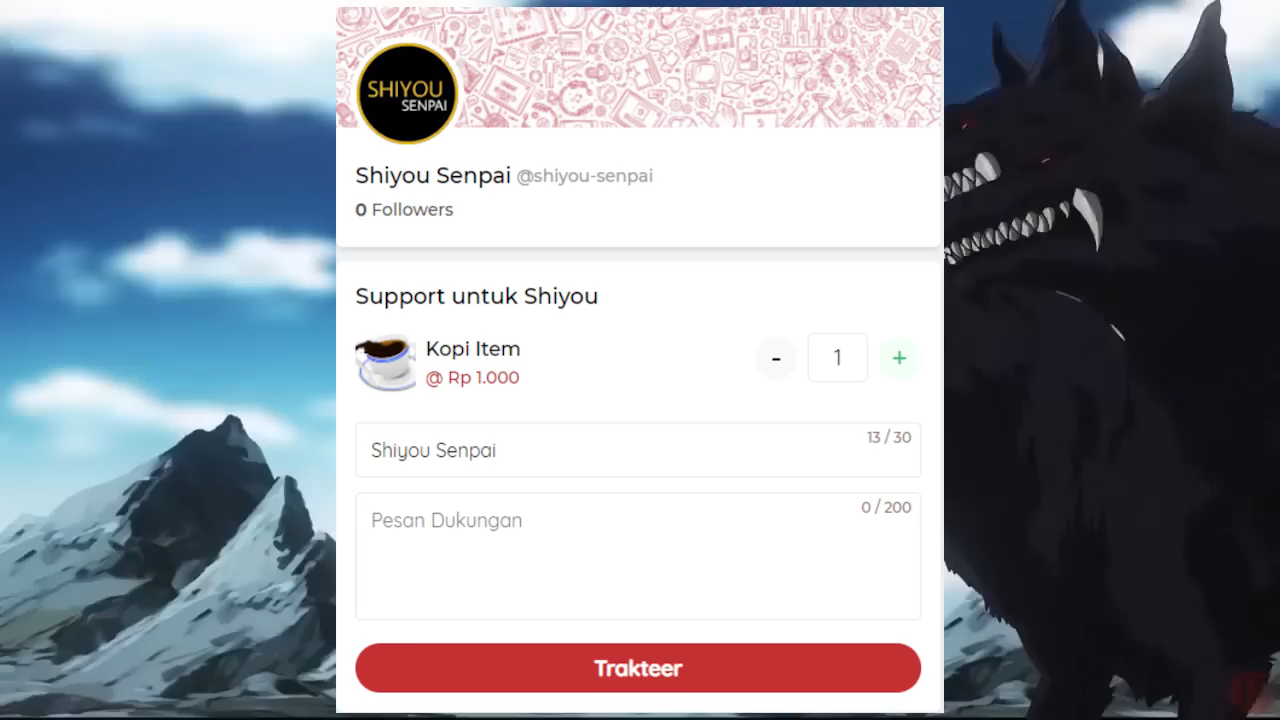 SHIYOU
SENPAI
Shiyou Senpai @shiyou-senpai
0 Followers
Support untuk Shiyou
Kopi Item
@ Rp 1.000
- 1 +
13 / 30
Shiyou Senpai
0 / 200
Pesan Dukungan
Trakteer